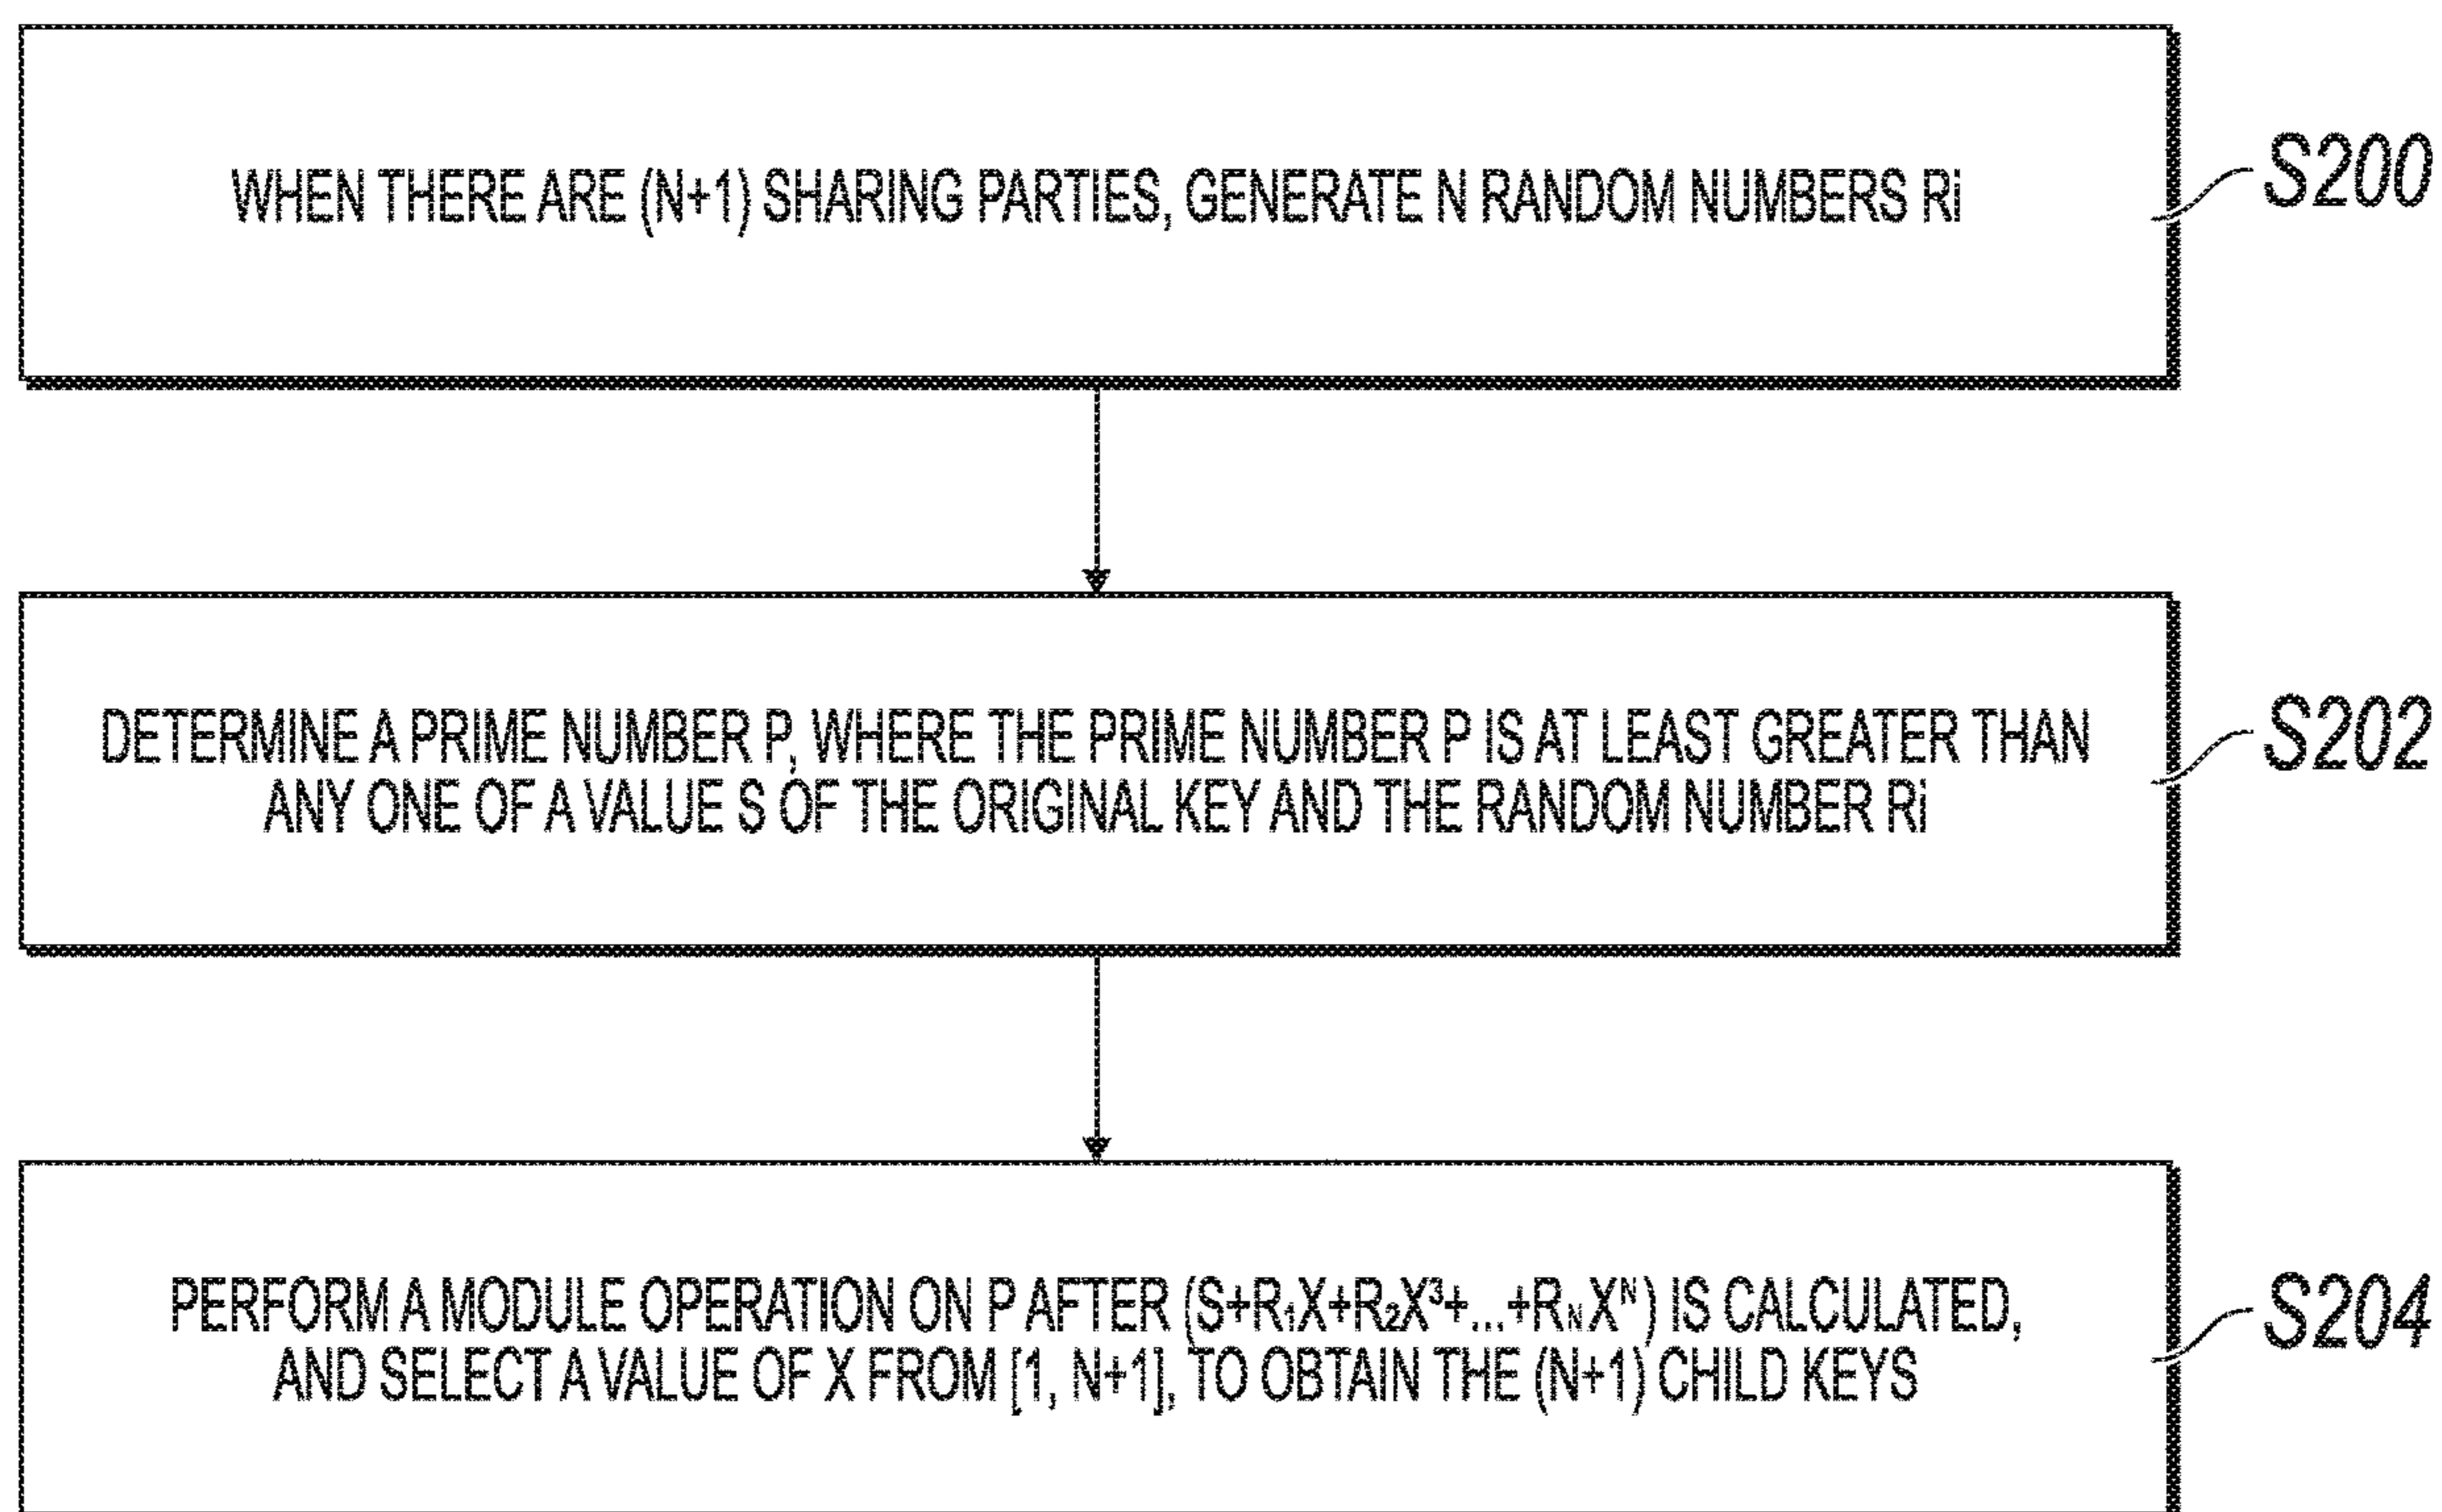 WHEN THERE ARE (N+1) SHARING PARTIES, GENERATE N RANDOM NUMBERS Ri
S200
DETERMINE A PRIME NUMBER P, WHERE THE PRIME NUMBER P IS AT LEAST GREATER THAN
ANY ONE OF A VALUE S OF THE ORIGINAL KEY AND THE RANDOM NUMBER Ri
S202
PERFORM A MODULE OPERATION ON P AFTER (S+R₁X+R₂X³+...+R_NX^N) IS CALCULATED,
AND SELECT A VALUE OF X FROM [1, N+1], TO OBTAIN THE (N+1) CHILD KEYS
S204